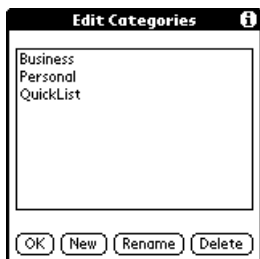 Edit Categories i
Business
Personal
QuickList
OK New Rename Delete